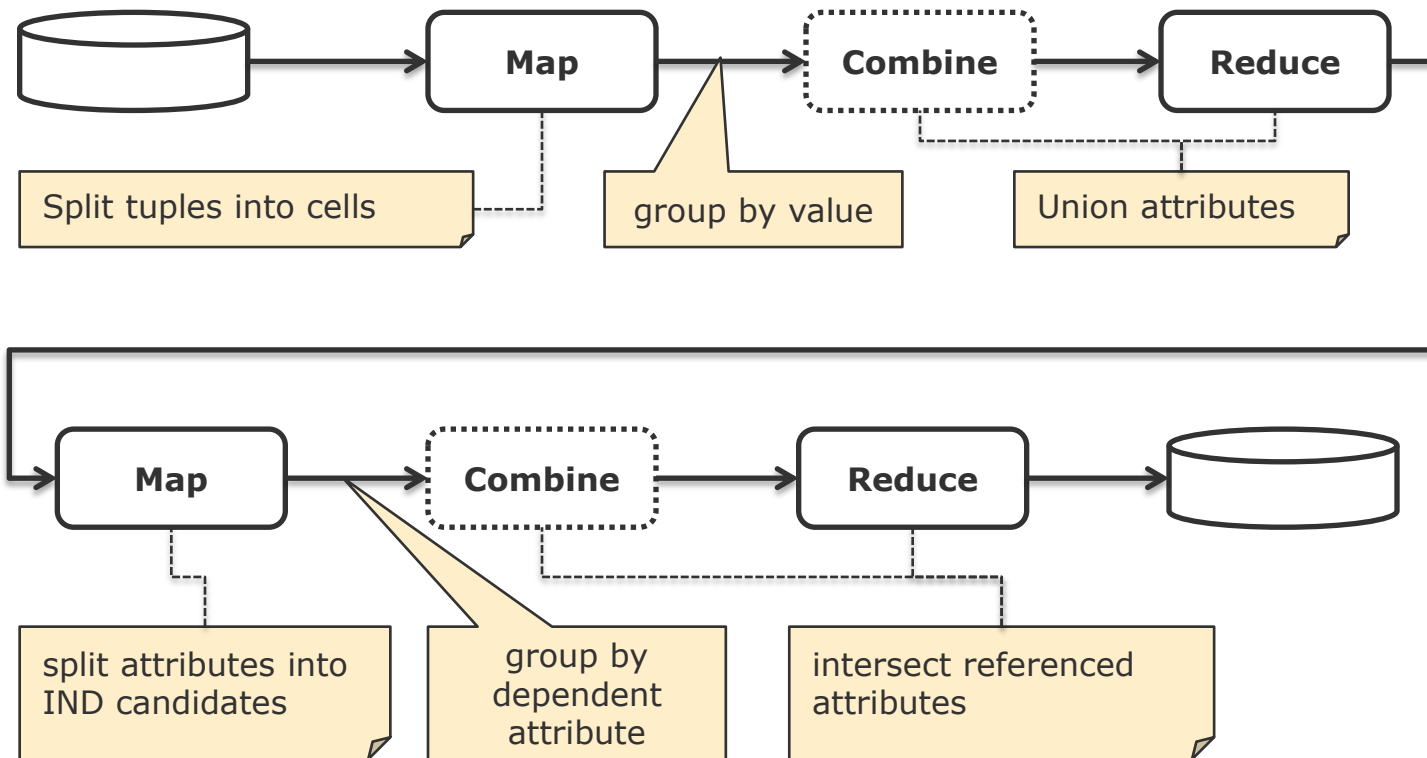 Map
Combine
Reduce
Split tuples into cells
group by value
Union attributes
Map
Combine
Reduce
split attributes into
IND candidates
group by
dependent
attribute
intersect referenced
attributes